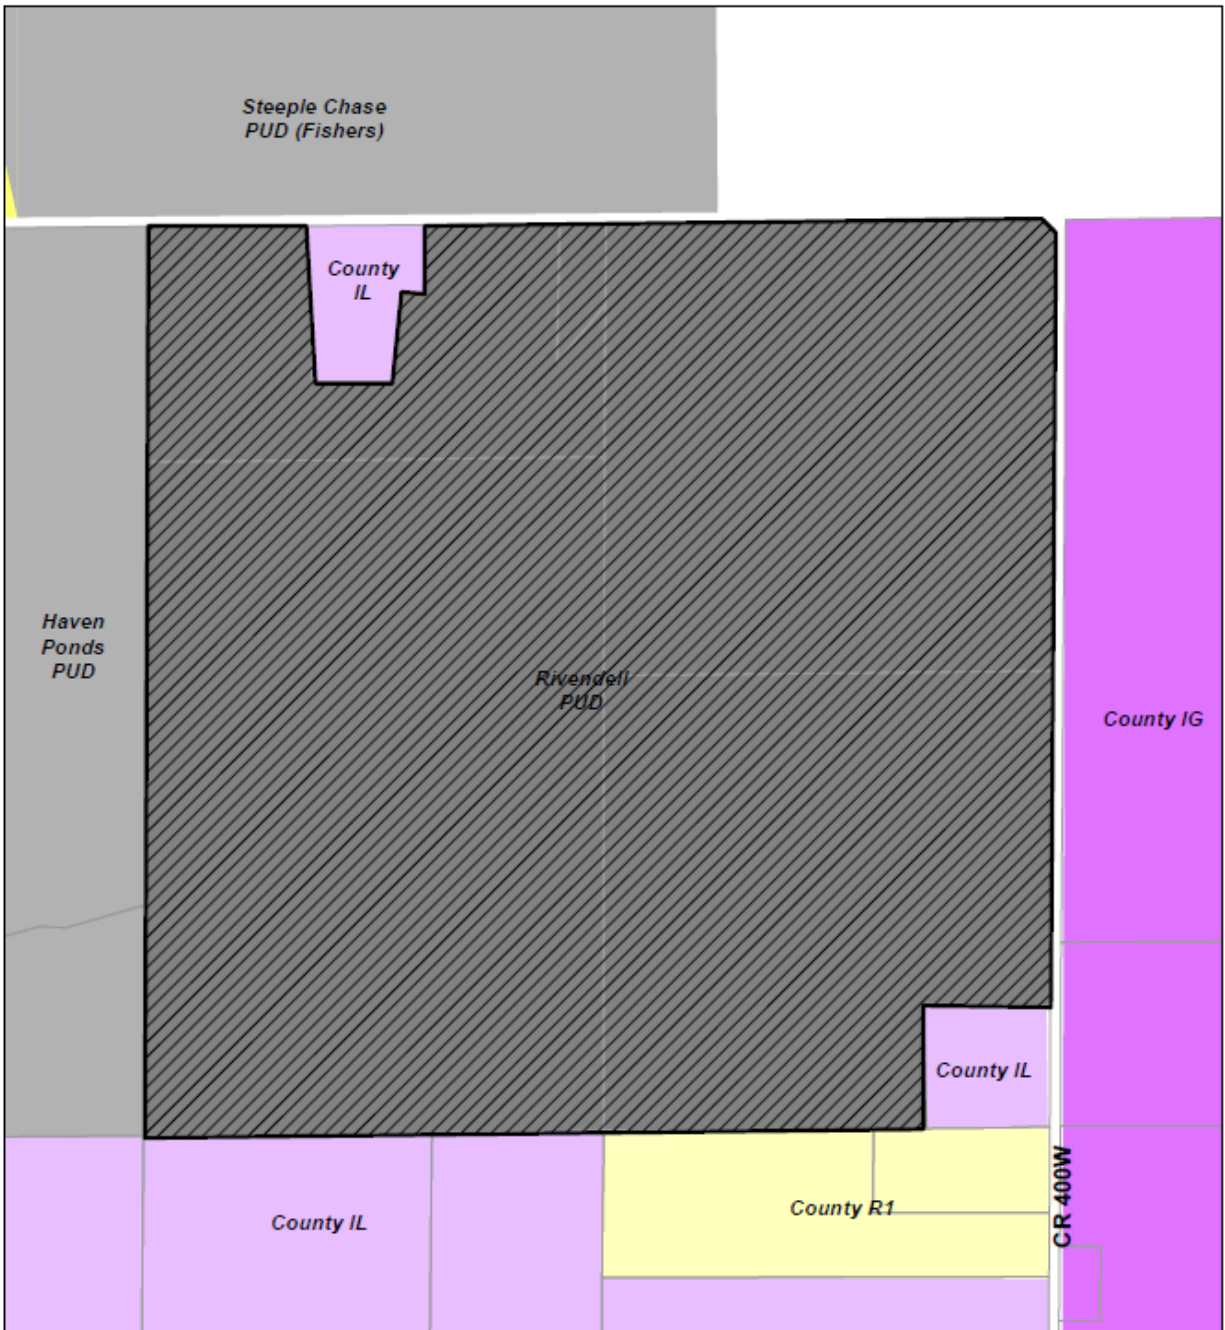 Steeple Chase
PUD (Fishers)
County
IL
Haven
Ponds
PUD
Rivendell
PUD
County IG
County IL
CR 400W
County R1
County IL